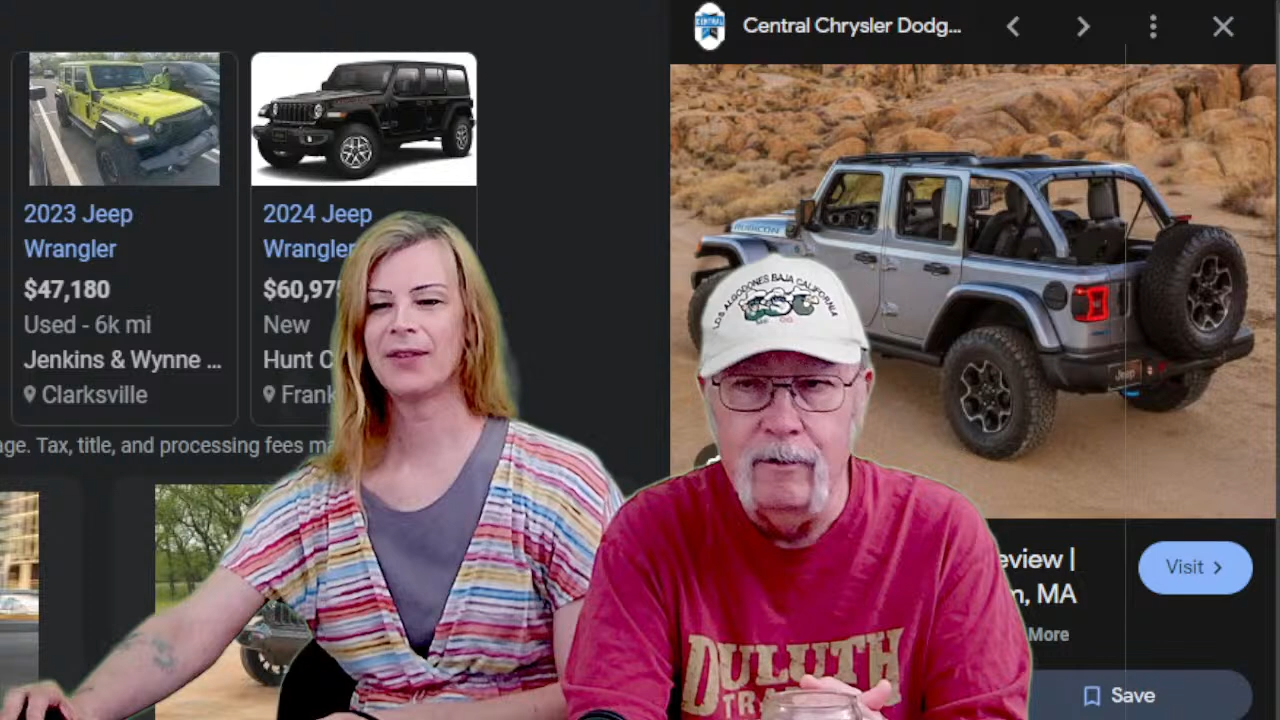 CENTRAL
Central Chrysler Dodg...
2023 Jeep
Wrangler
$47,180
Used - 6k mi
Jenkins & Wynne ...
Clarksville
2024 Jeep
Wrangler
$60,97
New
Hunt C
Frank
age. Tax, title, and processing fees ma
RUBICON
Jeep
LOS ALGODONES BAJA CALIFORNIA
DULUTH
TRA
eview |
n, MA
More
Visit
Save